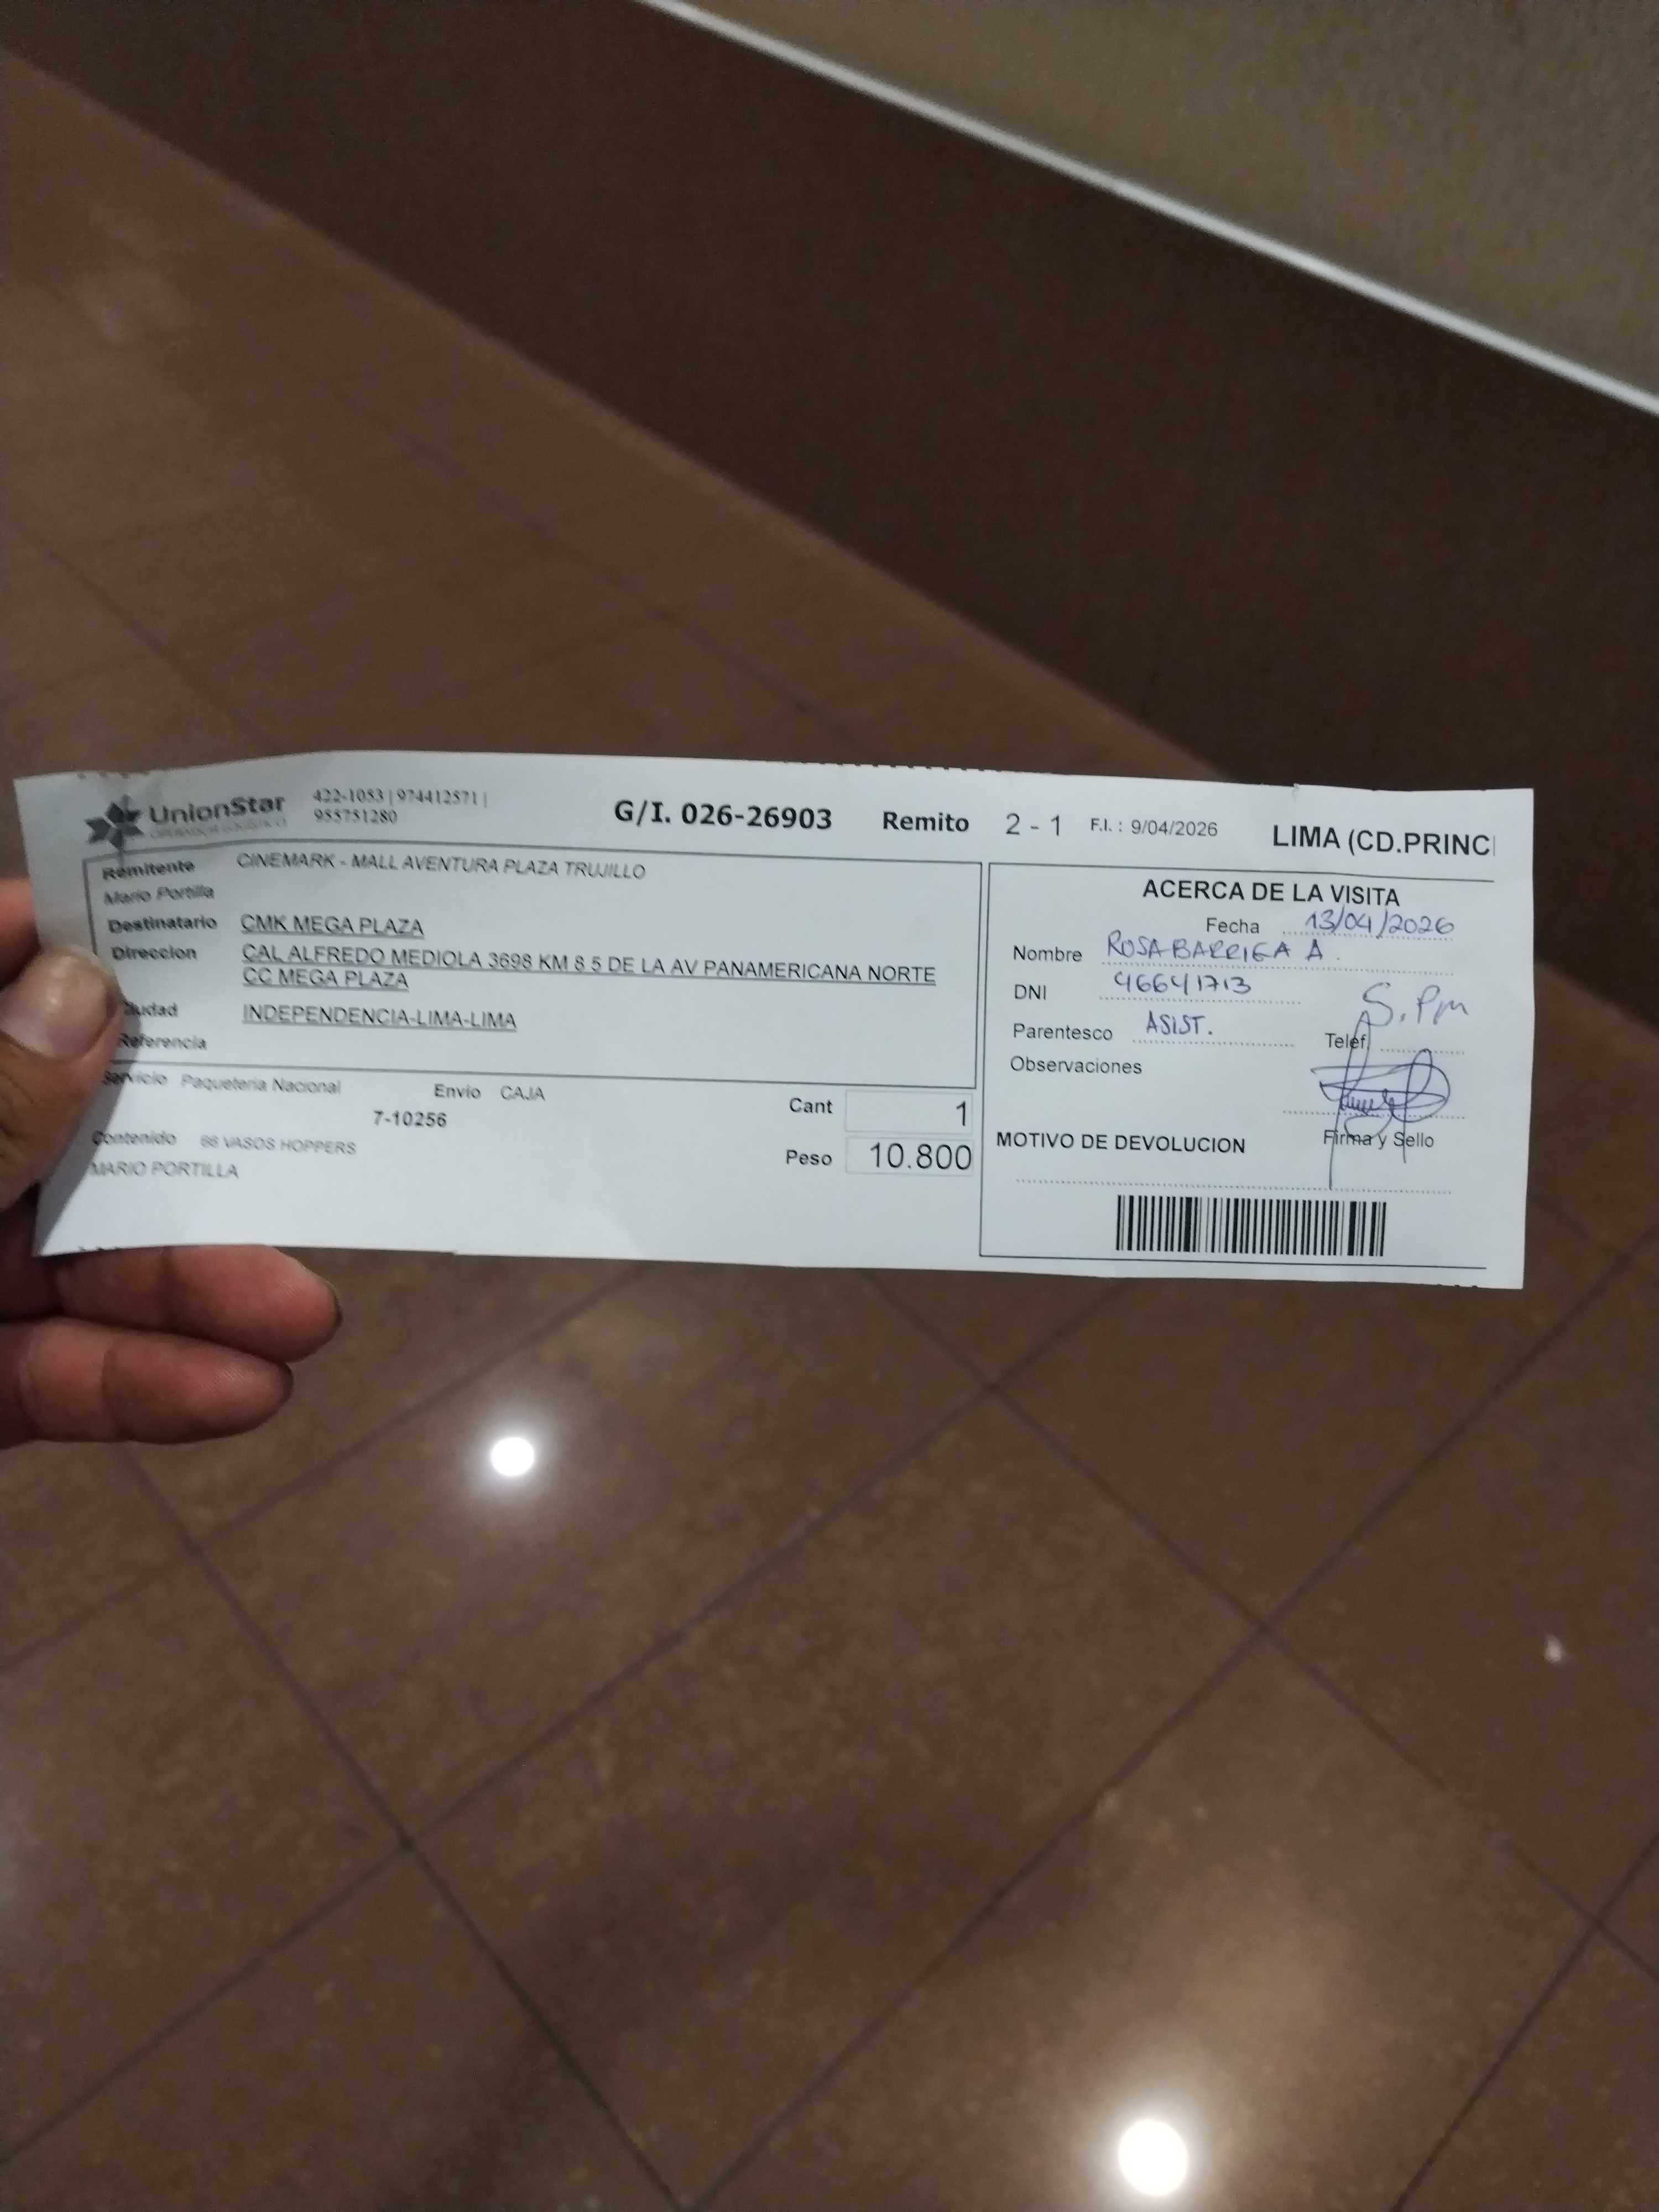 UnionStar
422-1053 | 974412571 |
955751280
G/I. 026-26903 Remito 2 - 1 F.I. : 9/04/2026 LIMA (CD.PRINC
Remitente CINEMARK - MALL AVENTURA PLAZA TRUJILLO
Mario Portilla
Destinatario CMK MEGA PLAZA
Direccion CAL ALFREDO MEDIOLA 3698 KM 8 5 DE LA AV PANAMERICANA NORTE
CC MEGA PLAZA
Ciudad INDEPENDENCIA-LIMA-LIMA
Referencia
Servicio Paqueteria Nacional Envio CAJA
7-10256
Contenido VASOS HOPPERS
MARIO PORTILLA
Cant 1
Peso 10.800
ACERCA DE LA VISITA
Fecha 13/04/2026
Nombre ROSA BARRIGA A.
DNI 46641713
Parentesco ASIST.
Telef.
Observaciones
MOTIVO DE DEVOLUCION
Firma y Sello